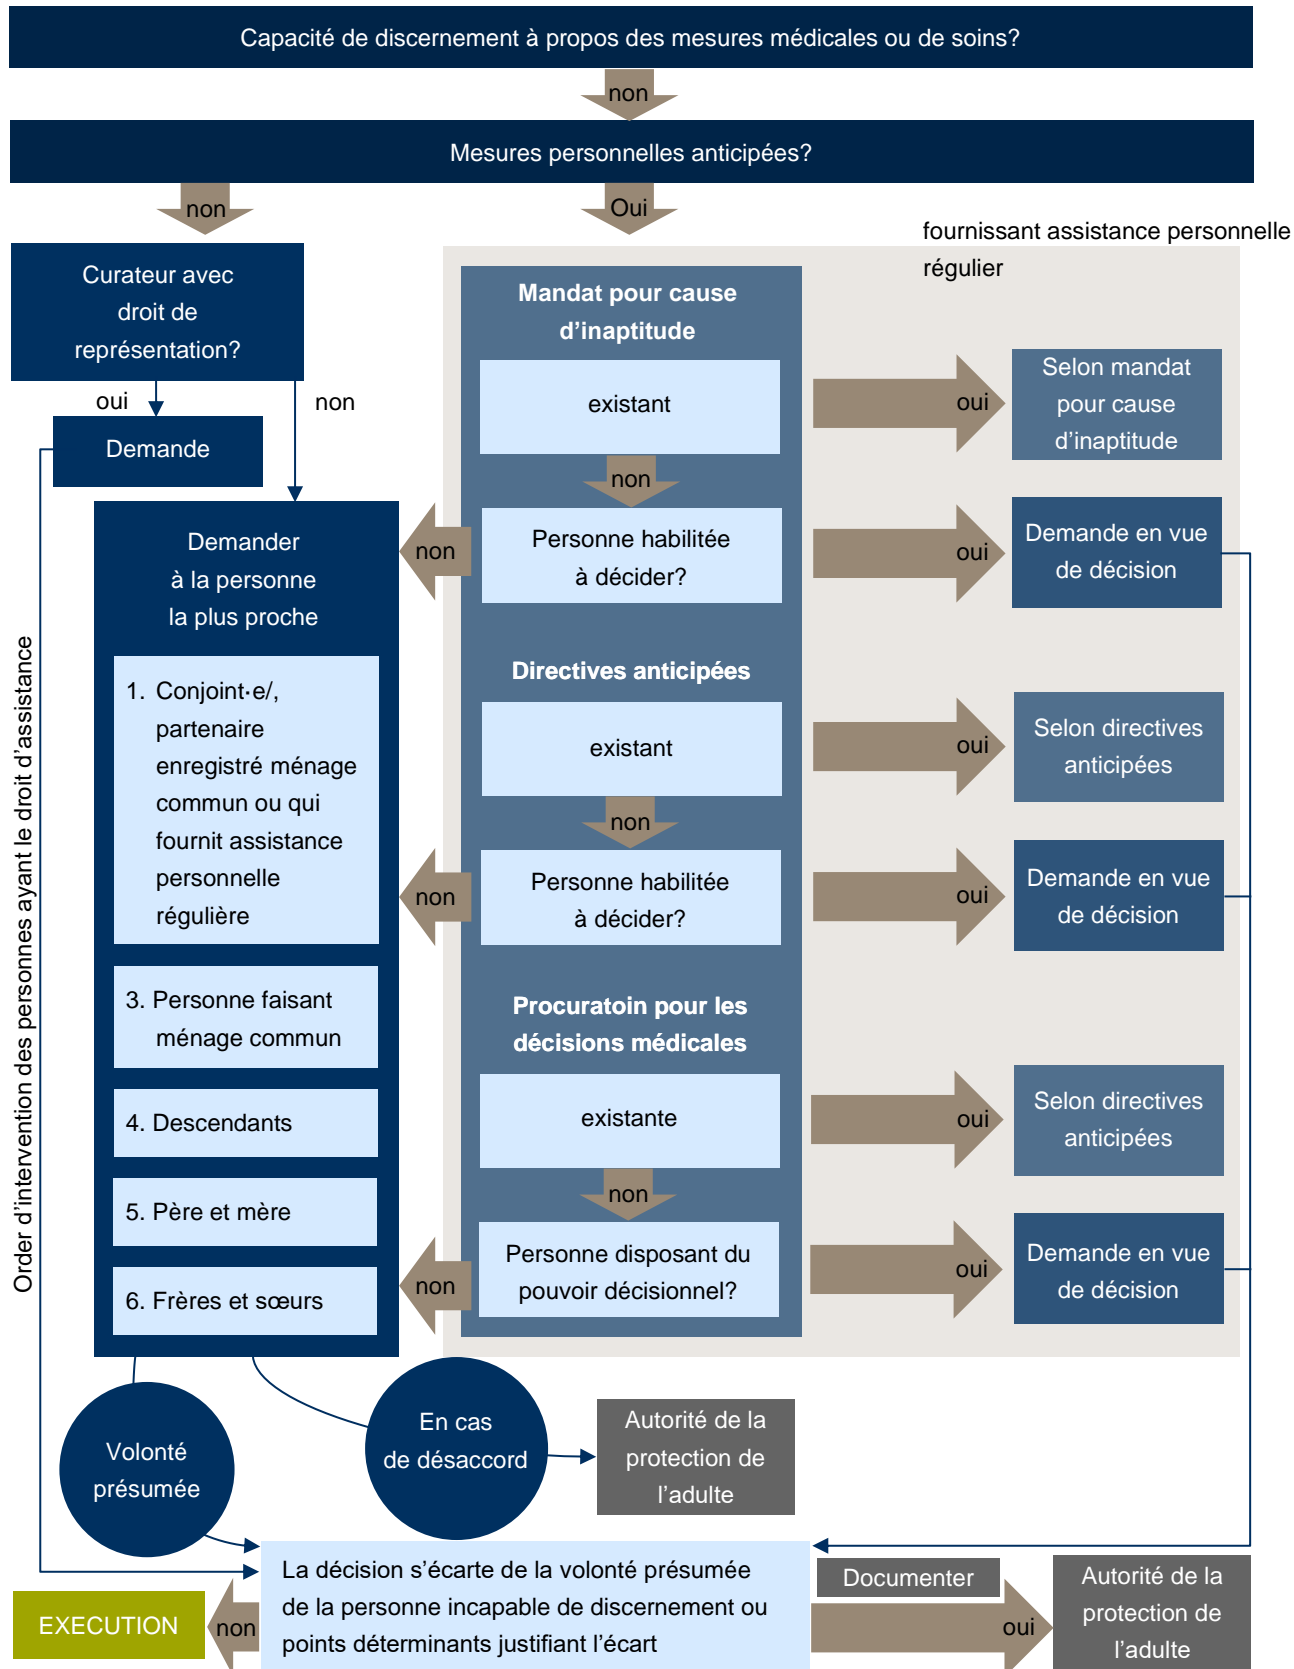 Capacité de discernement à propos des mesures médicales ou de soins?
non
Mesures personnelles anticipées?
non
Oui
fournissant assistance personnelle
régulier
Curateur avec
droit de
représentation?
oui
non
Demande
Order d’intervention des personnes ayant le droit d’assistance
Demander
à la personne
la plus proche
1. Conjoint·e/,
partenaire
enregistré ménage
commun ou qui
fournit assistance
personnelle
régulière
3. Personne faisant
ménage commun
4. Descendants
5. Père et mère
6. Frères et sœurs
Mandat pour cause
d’inaptitude
existant
oui
Selon mandat
pour cause
d’inaptitude
non
non
Personne habilitée
à décider?
oui
Demande en vue
de décision
Directives anticipées
existant
oui
Selon directives
anticipées
non
non
Personne habilitée
à décider?
oui
Demande en vue
de décision
Procuratoin pour les
décisions médicales
existante
oui
Selon directives
anticipées
non
non
Personne disposant du
pouvoir décisionnel?
oui
Demande en vue
de décision
Volonté
présumée
En cas
de désaccord
Autorité de la
protection de
l’adulte
EXECUTION
non
La décision s’écarte de la volonté présumée
de la personne incapable de discernement ou
points déterminants justifiant l’écart
Documenter
oui
Autorité de la
protection de
l’adulte